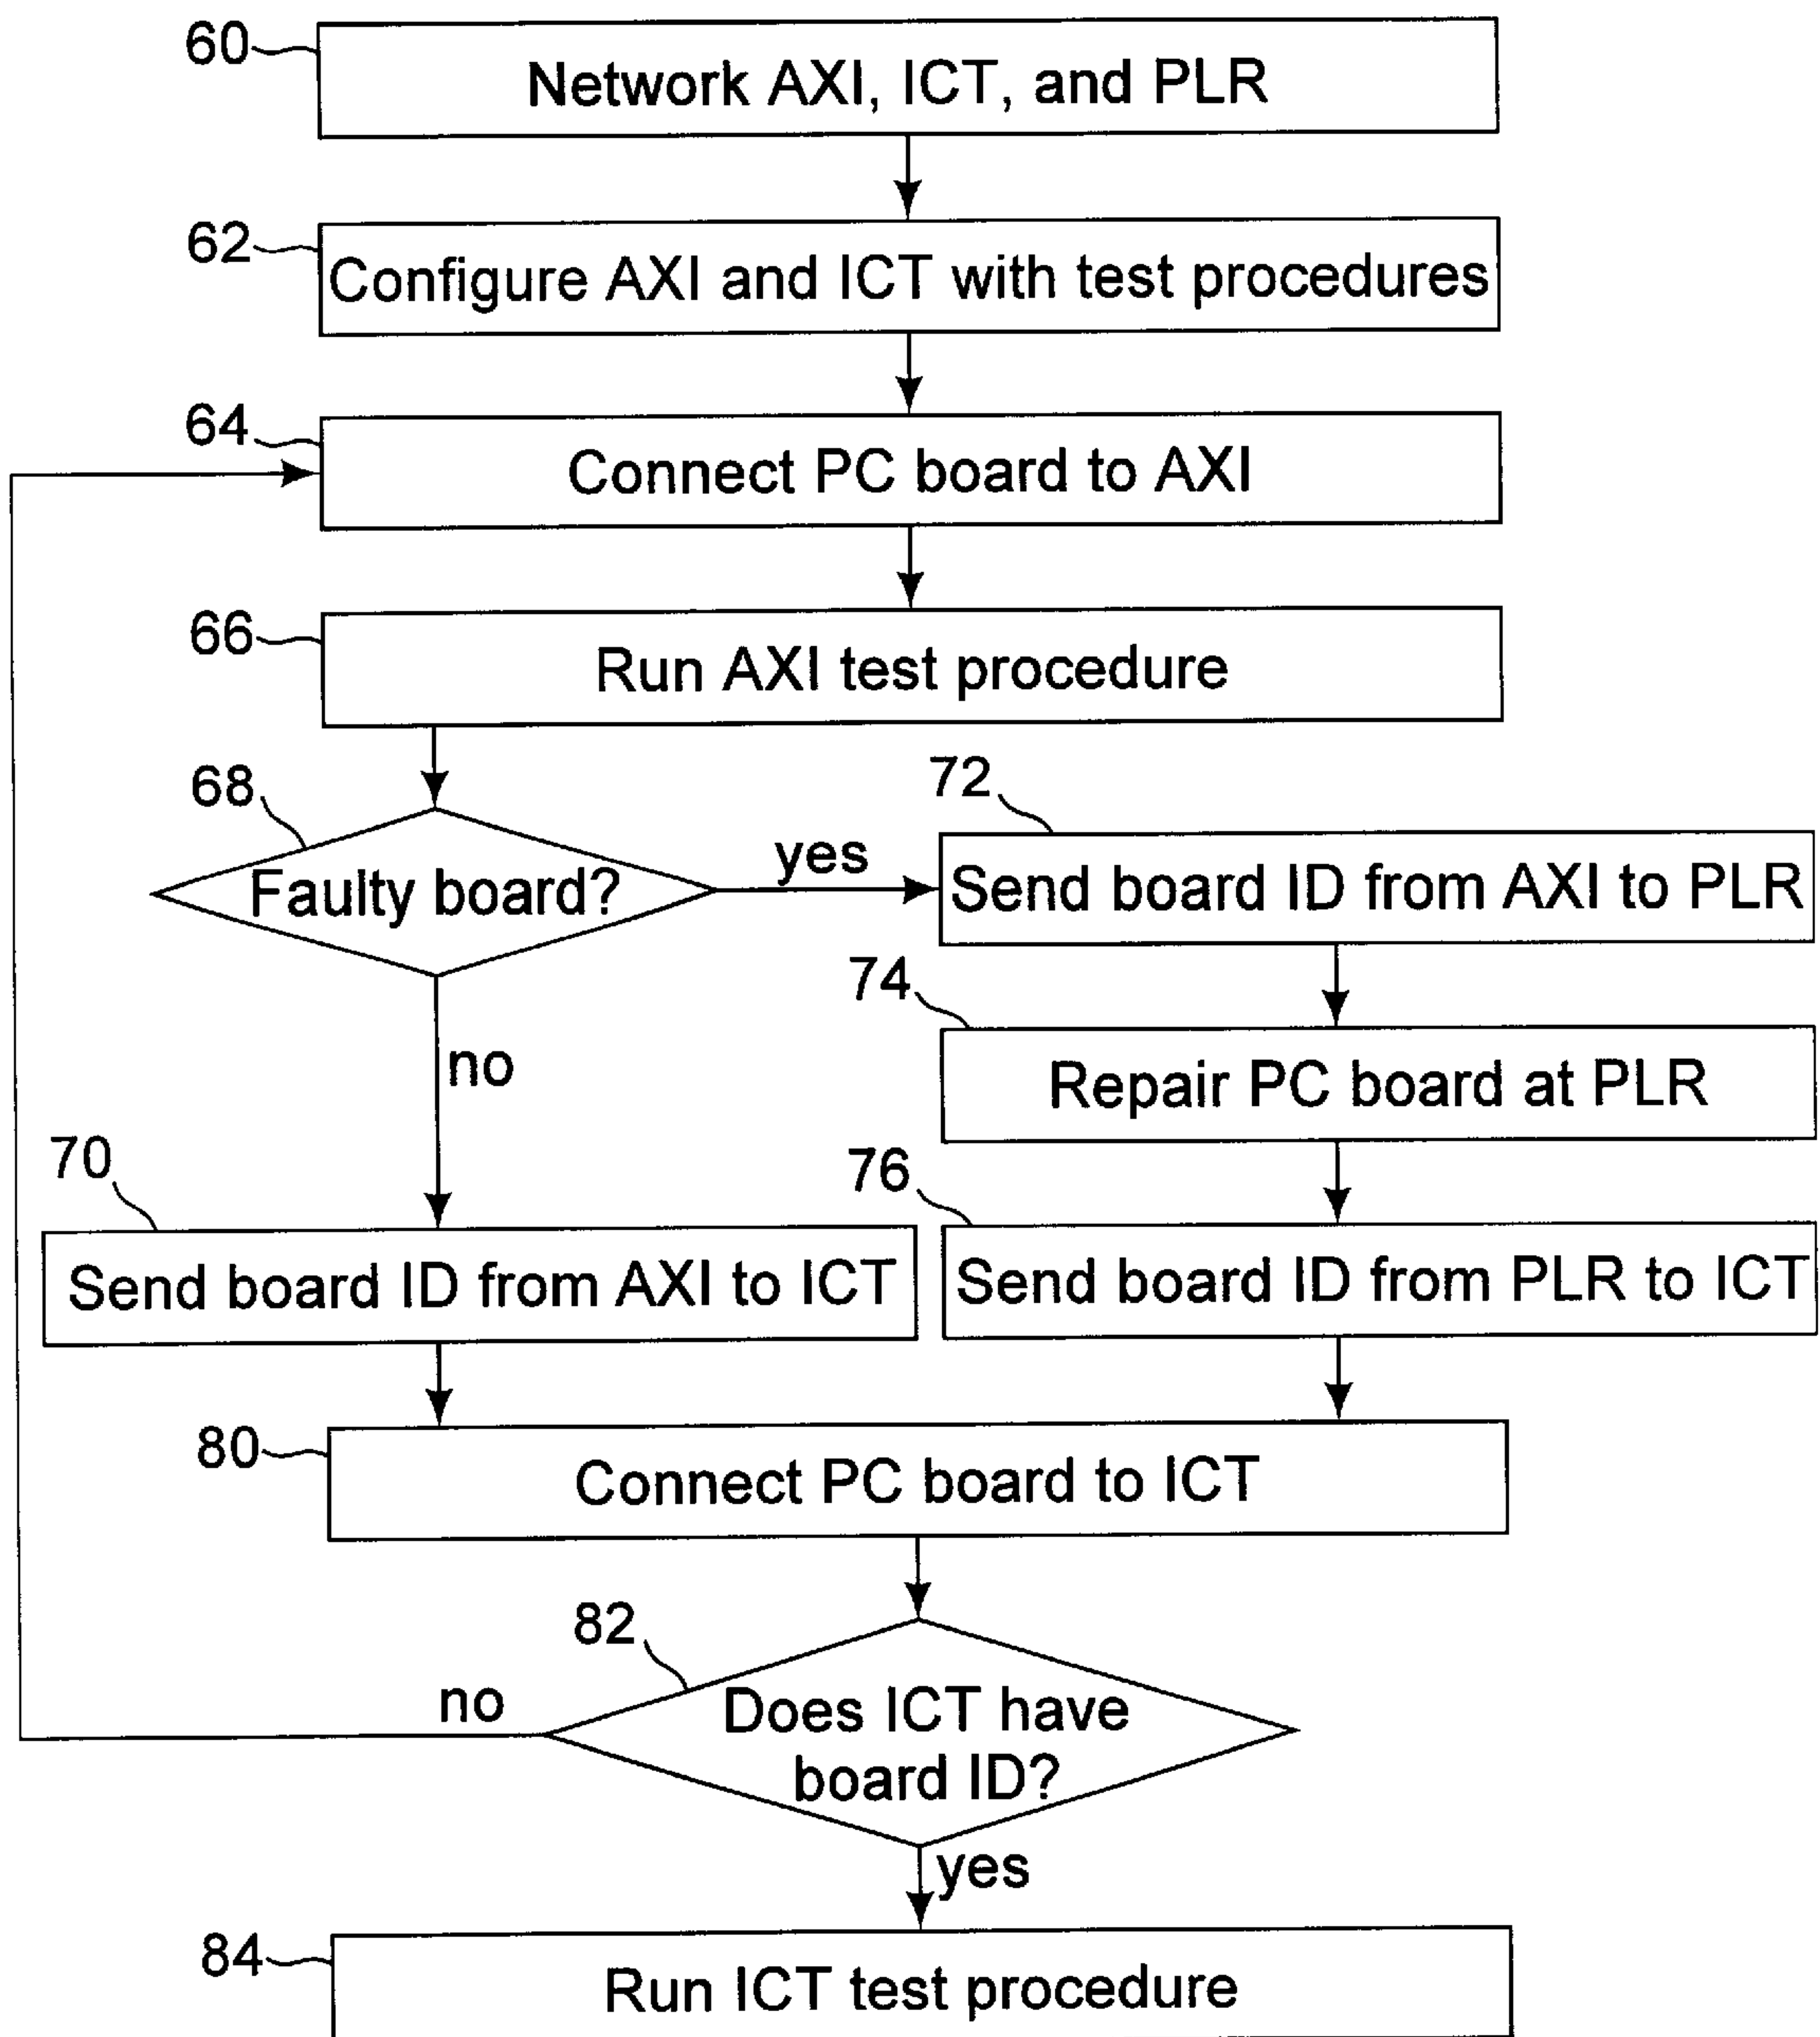 60
Network AXI, ICT, and PLR
62
Configure AXI and ICT with test procedures
64
Connect PC board to AXI
66
Run AXI test procedure
68
Faulty board?
yes
72
Send board ID from AXI to PLR
74
Repair PC board at PLR
no
70
Send board ID from AXI to ICT
76
Send board ID from PLR to ICT
80
Connect PC board to ICT
82
Does ICT have
board ID?
no
yes
84
Run ICT test procedure